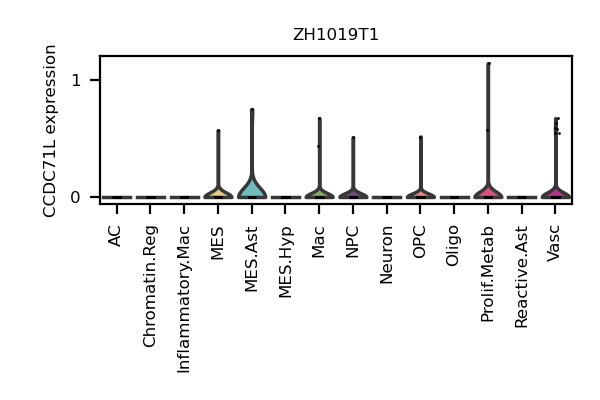 ZH1019T1
CCDC71L expression
1
0
AC
Chromatin.Reg
Inflammatory.Mac
MES
MES.Ast
MES.Hyp
Mac
NPC
Neuron
OPC
Oligo
Prolif.Metab
Reactive.Ast
Vasc